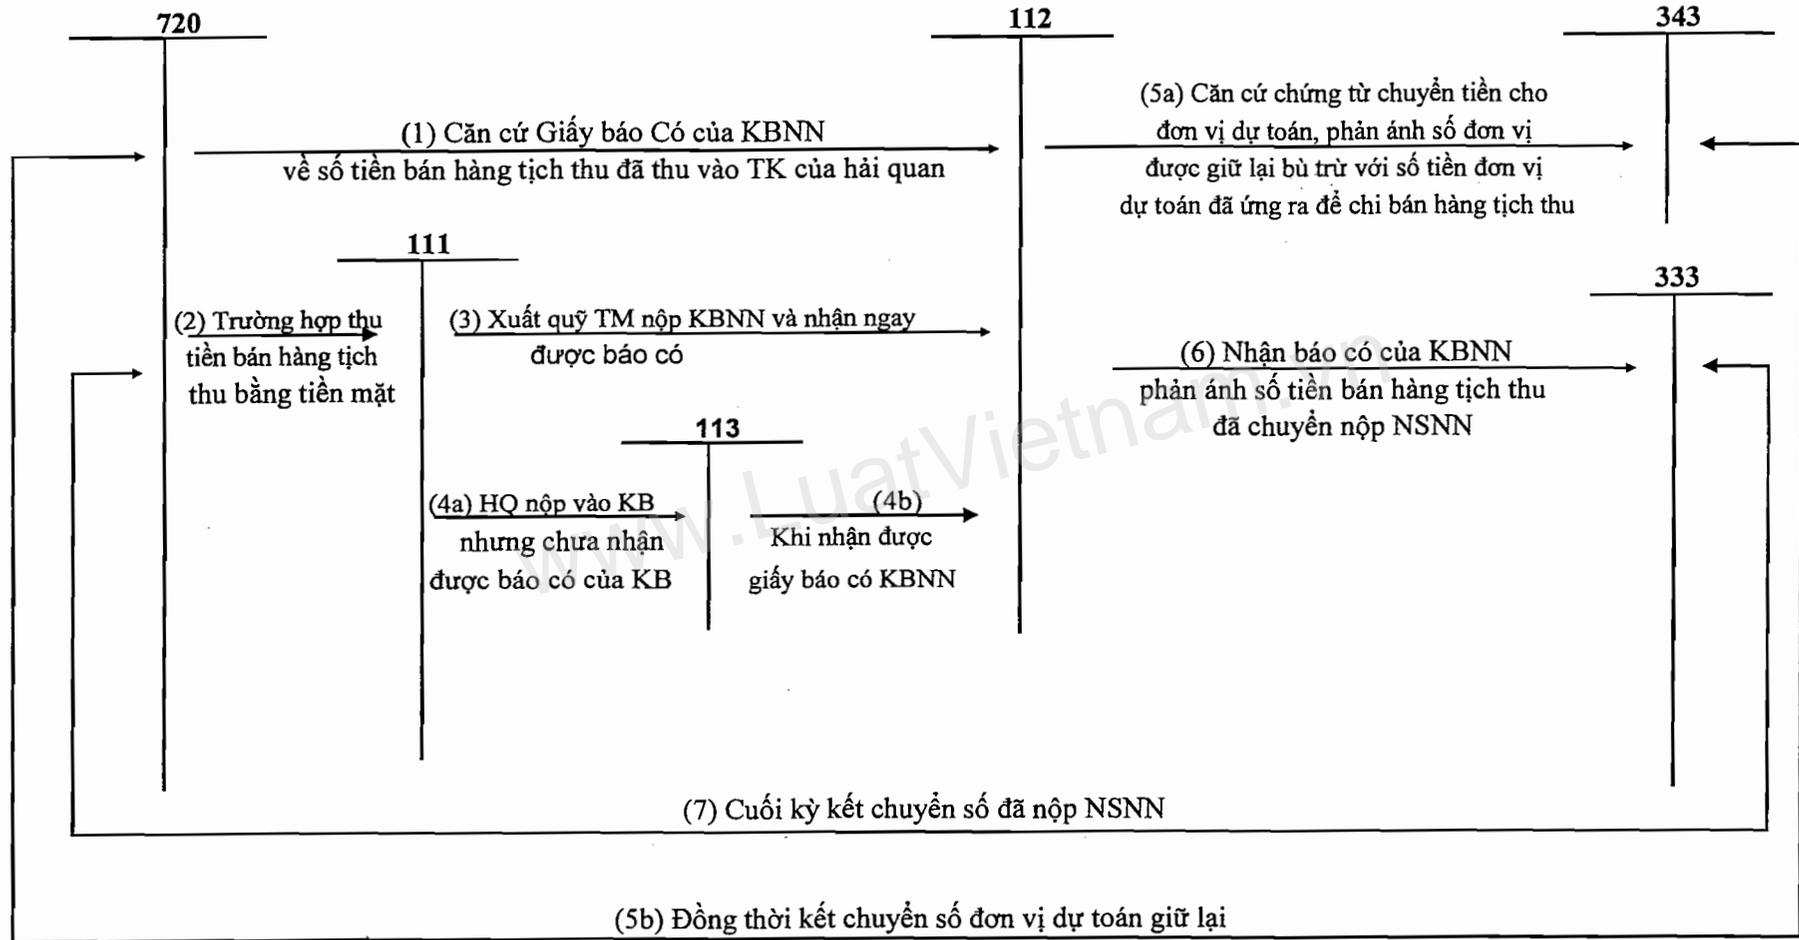 720
112
343
(1) Căn cứ Giấy báo Có của KBNN
về số tiền bán hàng tịch thu đã thu vào TK của hải quan
(5a) Căn cứ chứng từ chuyển tiền cho
đơn vị dự toán, phản ánh số đơn vị
được giữ lại bù trừ với số tiền đơn vị
dự toán đã ứng ra để chi bán hàng tịch thu
111
333
(2) Trường hợp thu
tiền bán hàng tịch
thu bằng tiền mặt
(3) Xuất quỹ TM nộp KBNN và nhận ngay
được báo có
(6) Nhận báo có của KBNN
phản ánh số tiền bán hàng tịch thu
đã chuyển nộp NSNN
113
(4a) HQ nộp vào KB
nhưng chưa nhận
được báo có của KB
(4b)
Khi nhận được
giấy báo có KBNN
www.LuatVietnam.vn
(7) Cuối kỳ kết chuyển số đã nộp NSNN
(5b) Đồng thời kết chuyển số đơn vị dự toán giữ lại